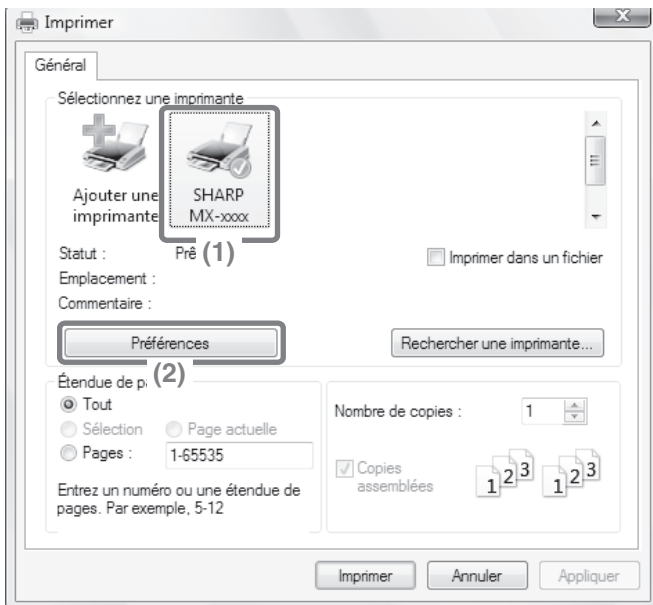 Imprimer
X
Général
Sélectionnez une imprimante
Ajouter une
imprimante
SHARP
MX-xxxx
(1)
Statut :
Prê
Imprimer dans un fichier
Emplacement :
Commentaire :
Préférences
Rechercher une imprimante...
(2)
Étendue de p
Tout
Sélection
Page actuelle
Pages :
1-65535
Entrez un numéro ou une étendue de
pages. Par exemple, 5-12
Nombre de copies :
1
Copies
assemblées
1 2 3
1 2 3
Imprimer
Annuler
Appliquer